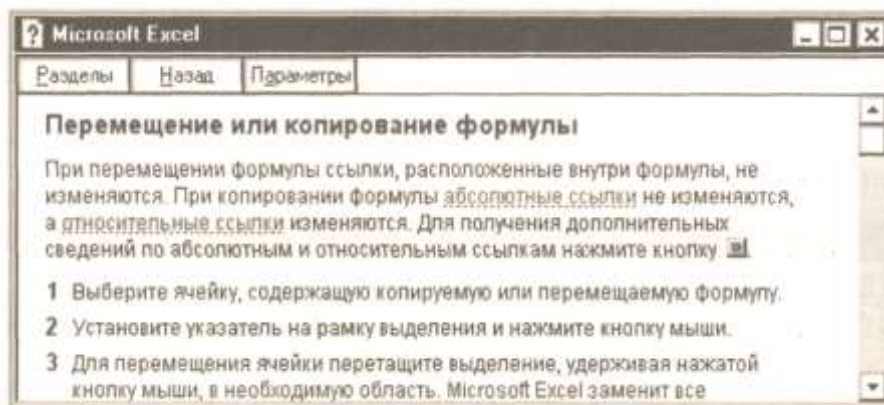 Microsoft Excel
Разделы Назад Параметры
Перемещение или копирование формулы
При перемещении формулы ссылки, расположенные внутри формулы, не
изменяются. При копировании формулы абсолютные ссылки не изменяются,
а относительные ссылки изменяются. Для получения дополнительных
сведений по абсолютным и относительным ссылкам нажмите кнопку
1 Выберите ячейку, содержащую копируемую или перемещаемую формулу.
2 Установите указатель на рамку выделения и нажмите кнопку мыши.
3 Для перемещения ячейки перетащите выделение, удерживая нажатой
кнопку мыши, в необходимую область. Microsoft Excel заменит все